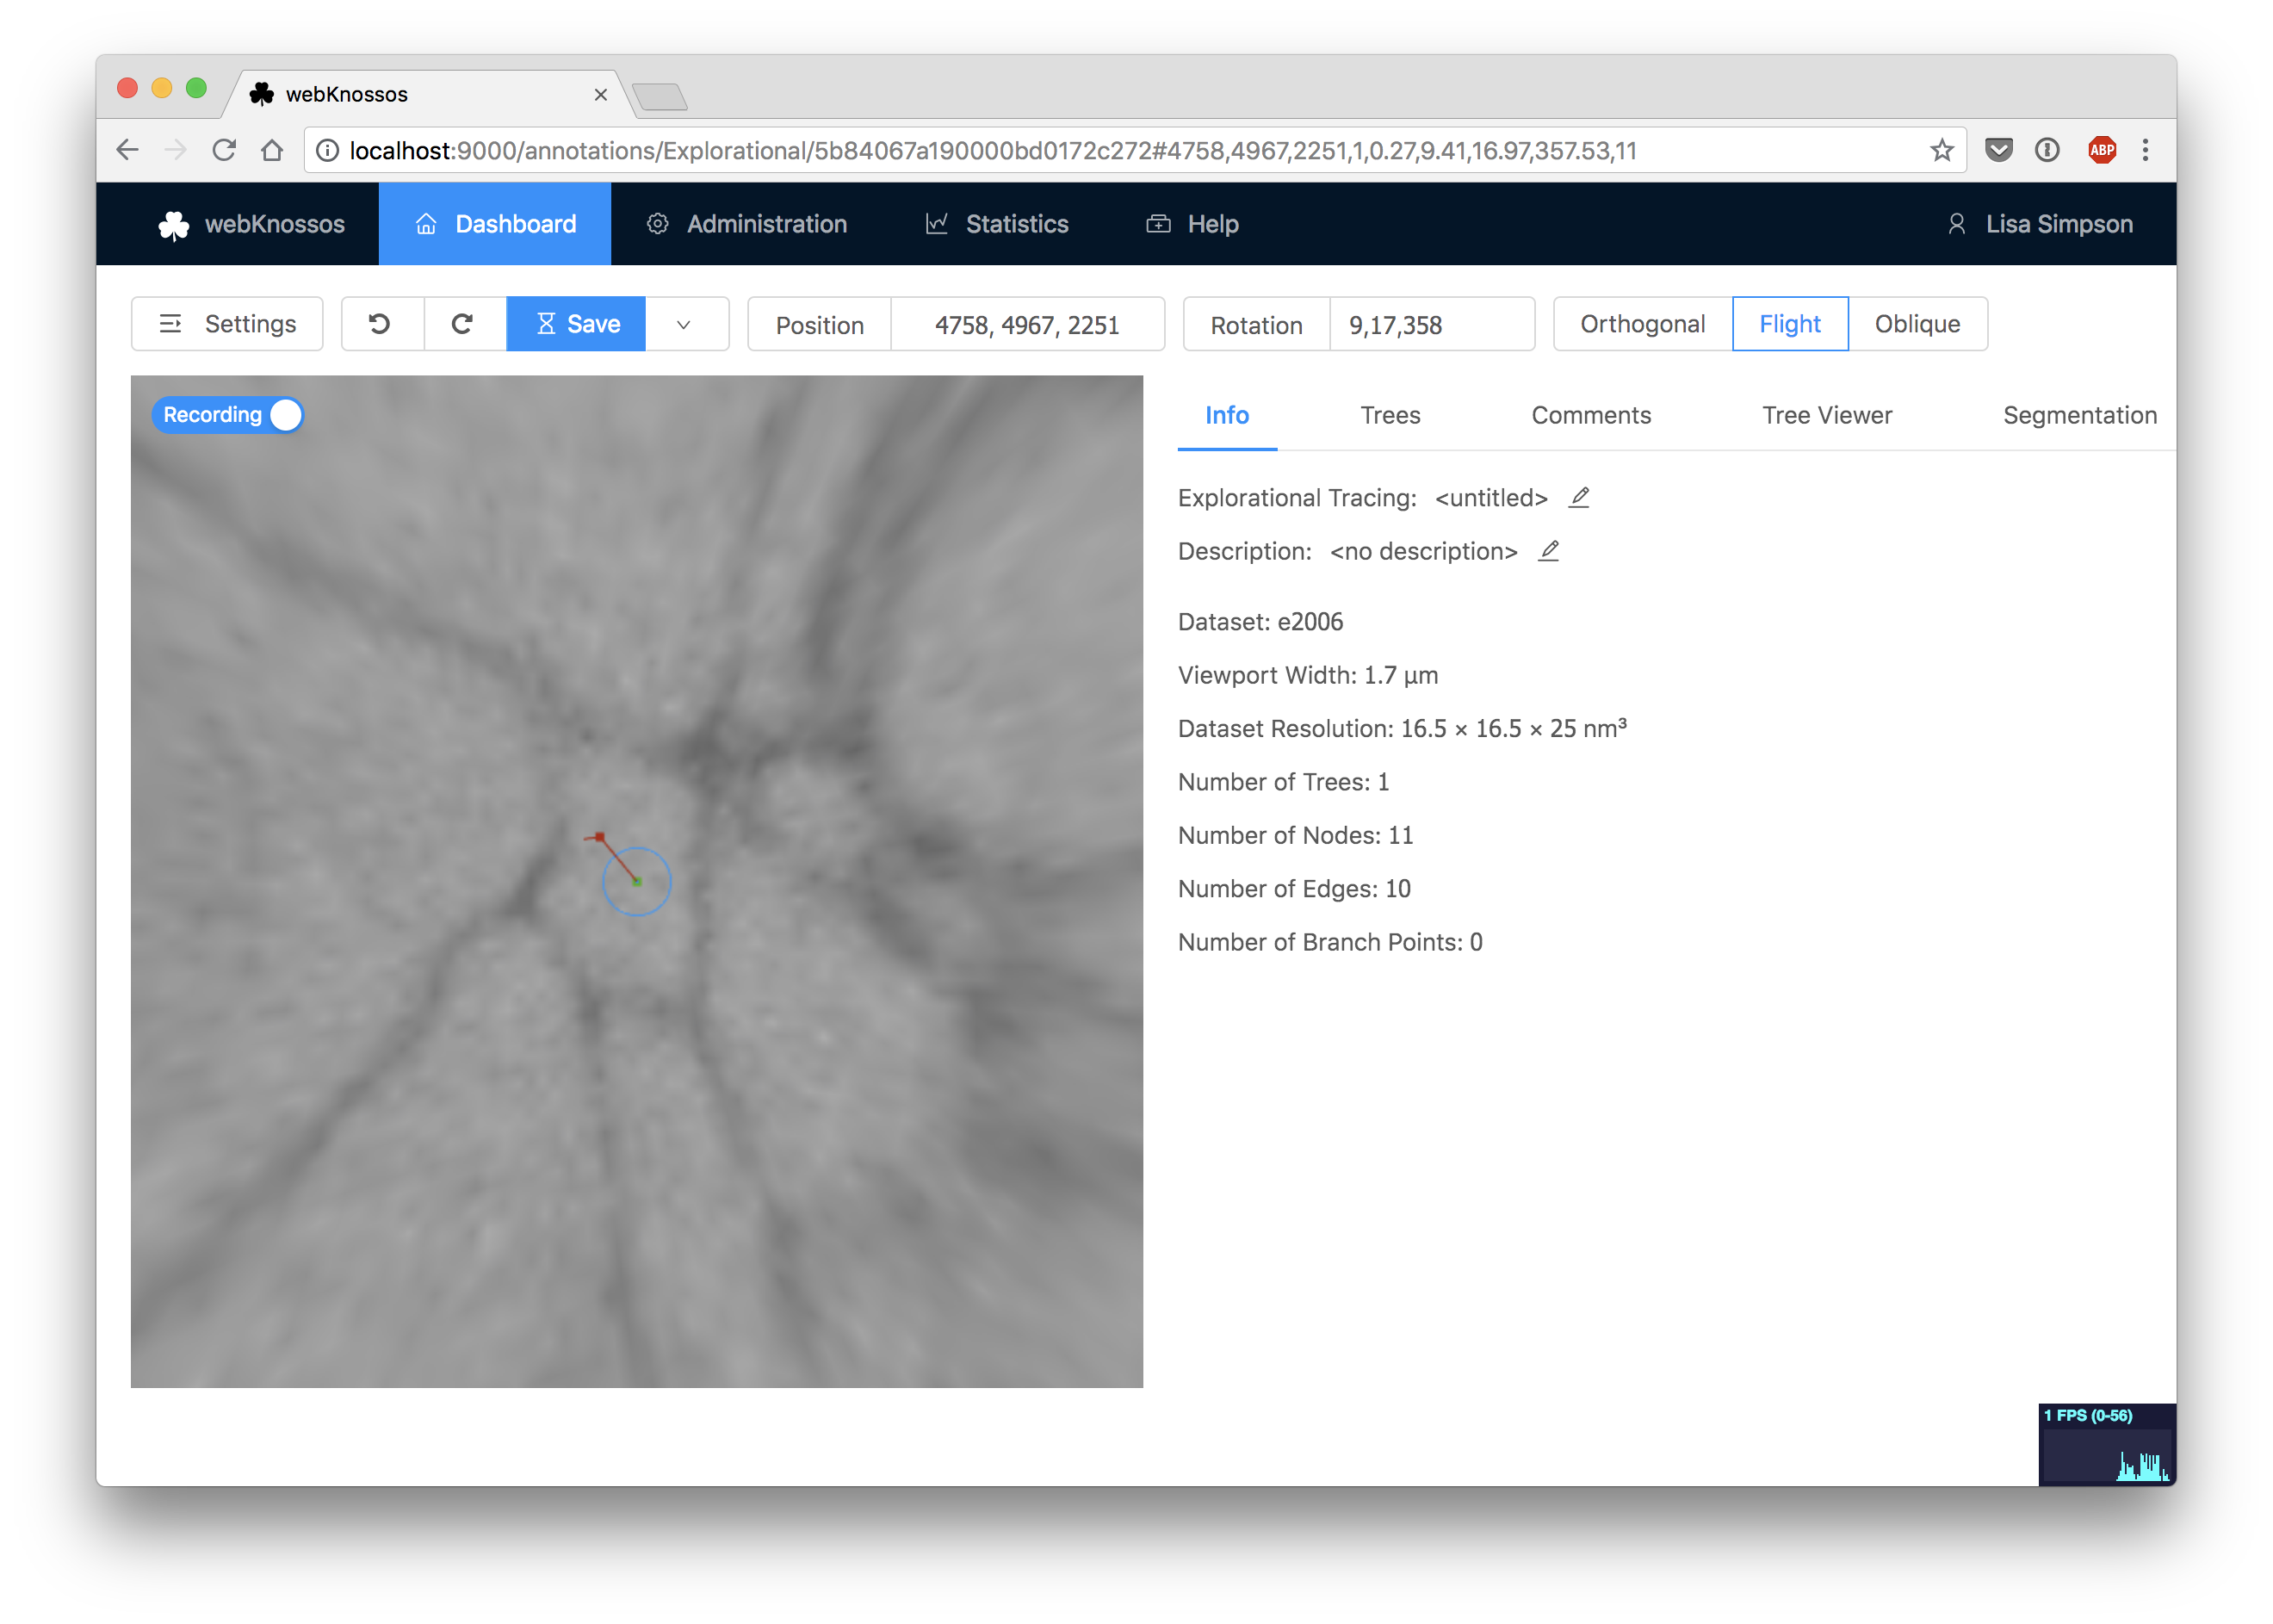 webKnossos
localhost:9000/annotations/Explorational/5b84067a190000bd0172c272#4758,4967,2251,1,0.27,9.41,16.97,357.53,11
ABP
webKnossos Dashboard Administration Statistics Help Lisa Simpson
Settings Save Position 4758, 4967, 2251 Rotation 9,17,358 Orthogonal Flight Oblique
Recording
Info Trees Comments Tree Viewer Segmentation
Explorational Tracing: <untitled>
Description: <no description>
Dataset: e2006
Viewport Width: 1.7 µm
Dataset Resolution: 16.5 × 16.5 × 25 nm³
Number of Trees: 1
Number of Nodes: 11
Number of Edges: 10
Number of Branch Points: 0
1 FPS (0-56)